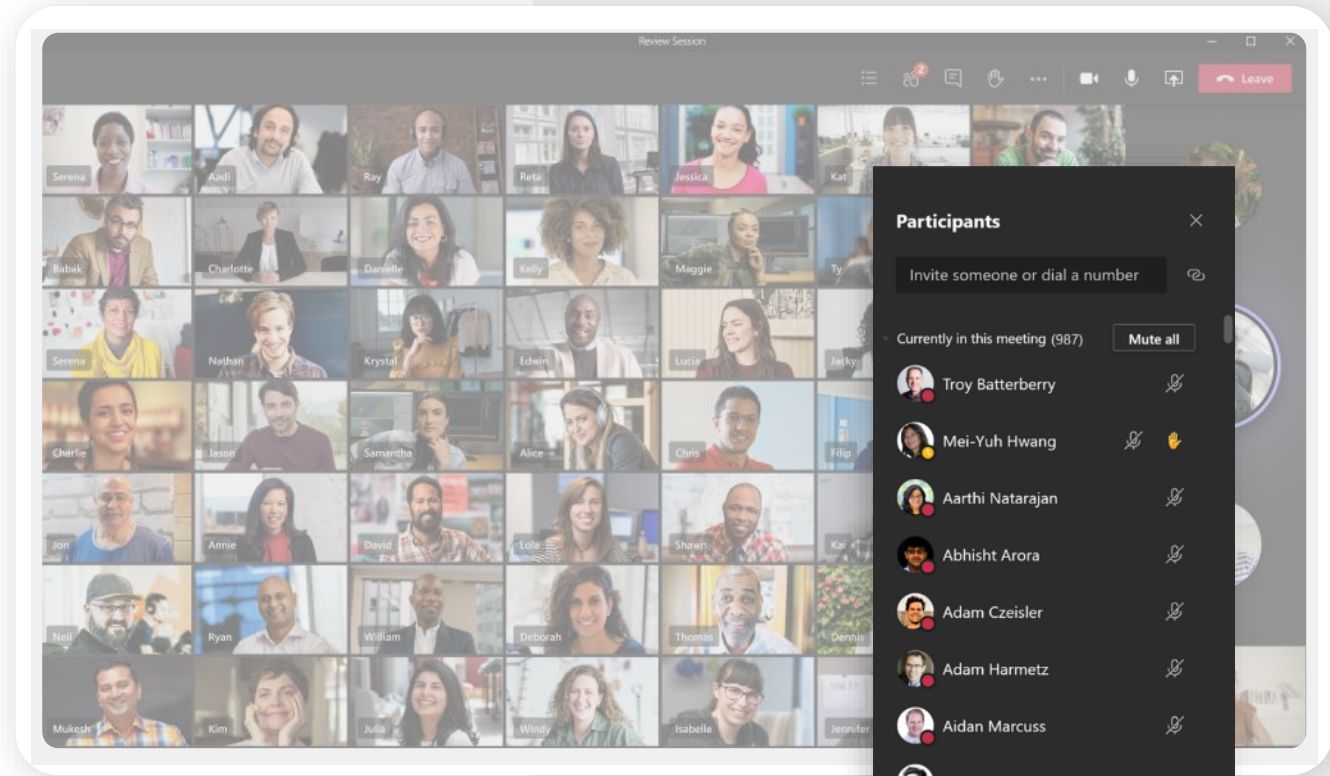 Review Session
2
Leave
Serena
Aadi
Ray
Reta
Jessica
Kat
Babak
Charlotte
Danielle
Kelly
Maggie
Ty
Serena
Nathan
Krystal
Edwin
Lucia
Jacky
Charlie
Jason
Samantha
Alice
Chris
Filip
Jon
Annie
David
Lola
Shawn
Kai
Neil
Ryan
William
Deborah
Thomas
Dennis
Mukesh
Kim
Julia
Windy
Isabelle
Jennifer
Participants
Invite someone or dial a number
Currently in this meeting (987) Mute all
Troy Batterberry
Mei-Yuh Hwang
Aarthi Natarajan
Abhisht Arora
Adam Czeisler
Adam Harmetz
Aidan Marcuss